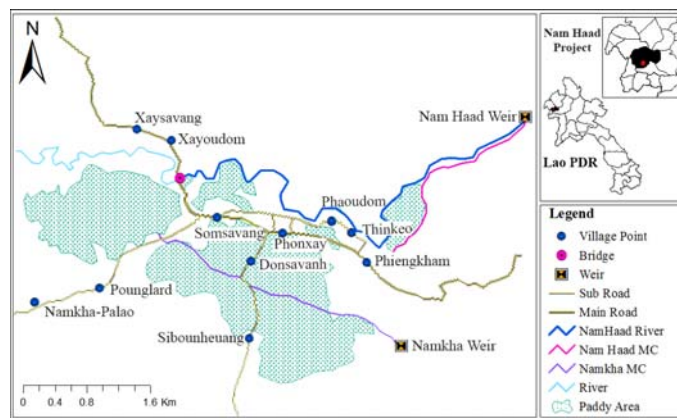 N
Xaysavang
Xayoudom
Nam Haad Weir
Phaoudom
Thinkeo
Somsavang
Phonxay
Donsavanh
Phiengkham
Pounglard
Namkha-Palao
Sibounheuang
Namkha Weir
0 0.4 0.8 1.6 Km
Nam Haad
Project
Lao PDR
Legend
Village Point
Bridge
Weir
Sub Road
Main Road
NamHaad River
Nam Haad MC
Namkha MC
River
Paddy Area